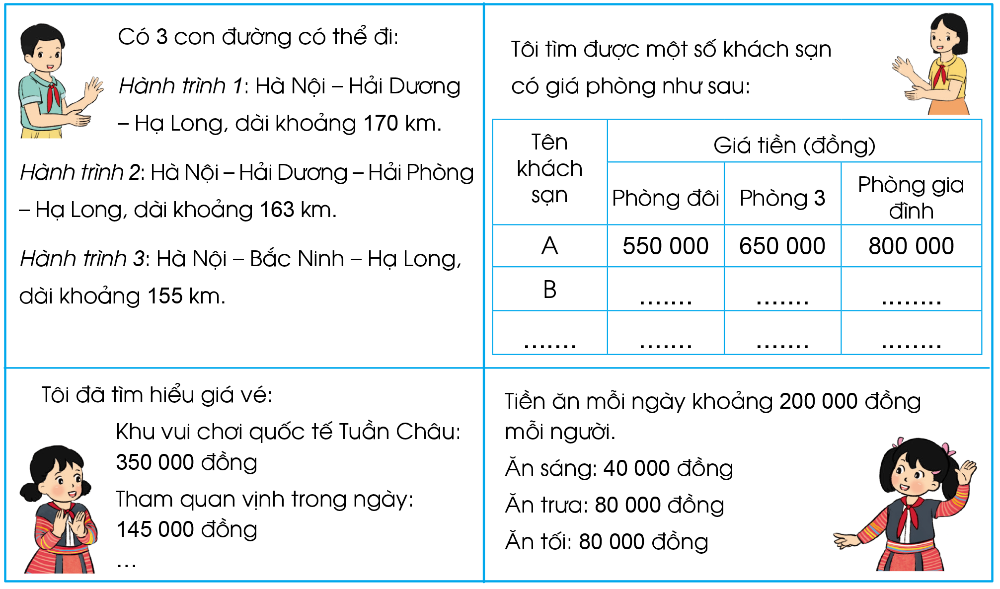 Có 3 con đường có thể đi:
Hành trình 1: Hà Nội – Hải Dương
– Hạ Long, dài khoảng 170 km.
Hành trình 2: Hà Nội – Hải Dương – Hải Phòng
– Hạ Long, dài khoảng 163 km.
Hành trình 3: Hà Nội – Bắc Ninh – Hạ Long,
dài khoảng 155 km.
Tôi tìm được một số khách sạn
có giá phòng như sau:
Tên khách sạn
Giá tiền (đồng)
Phòng đôi Phòng 3 Phòng gia đình
A 550 000 650 000 800 000
B ....... ....... ........
....... ....... ....... ........
Tôi đã tìm hiểu giá vé:
Khu vui chơi quốc tế Tuần Châu:
350 000 đồng
Tham quan vịnh trong ngày:
145 000 đồng
...
Tiền ăn mỗi ngày khoảng 200 000 đồng
mỗi người.
Ăn sáng: 40 000 đồng
Ăn trưa: 80 000 đồng
Ăn tối: 80 000 đồng